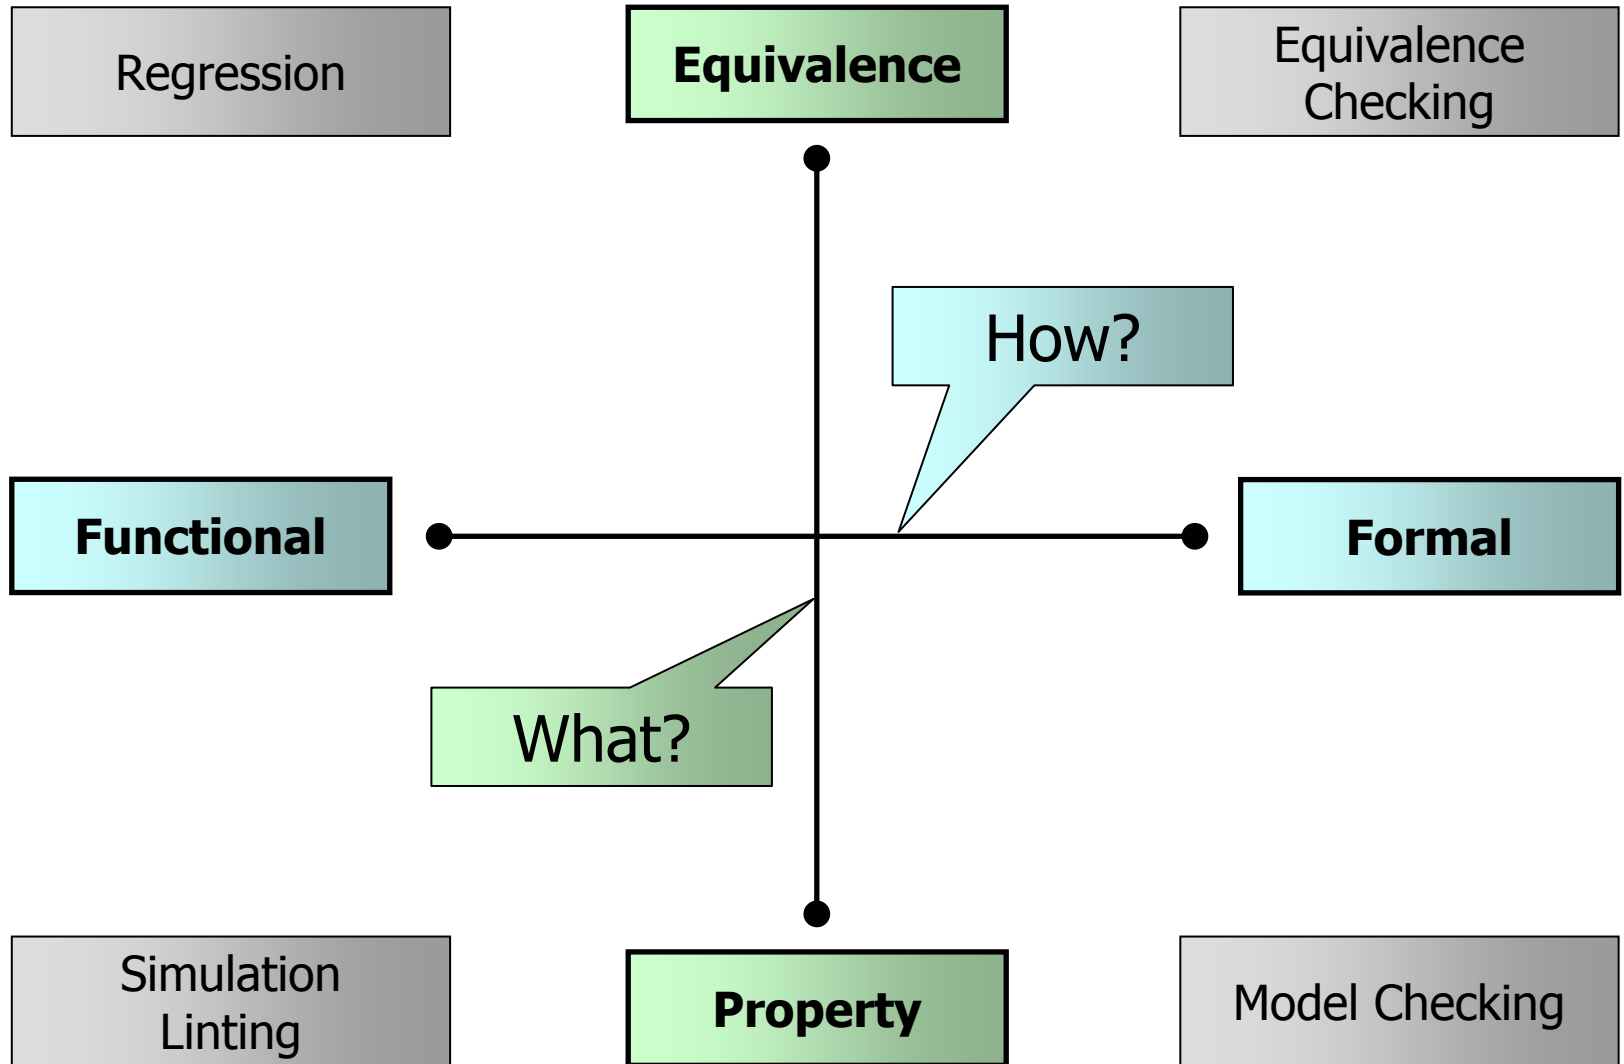 Regression
Equivalence
Equivalence
Checking
How?
Functional
Formal
What?
Simulation
Linting
Property
Model Checking